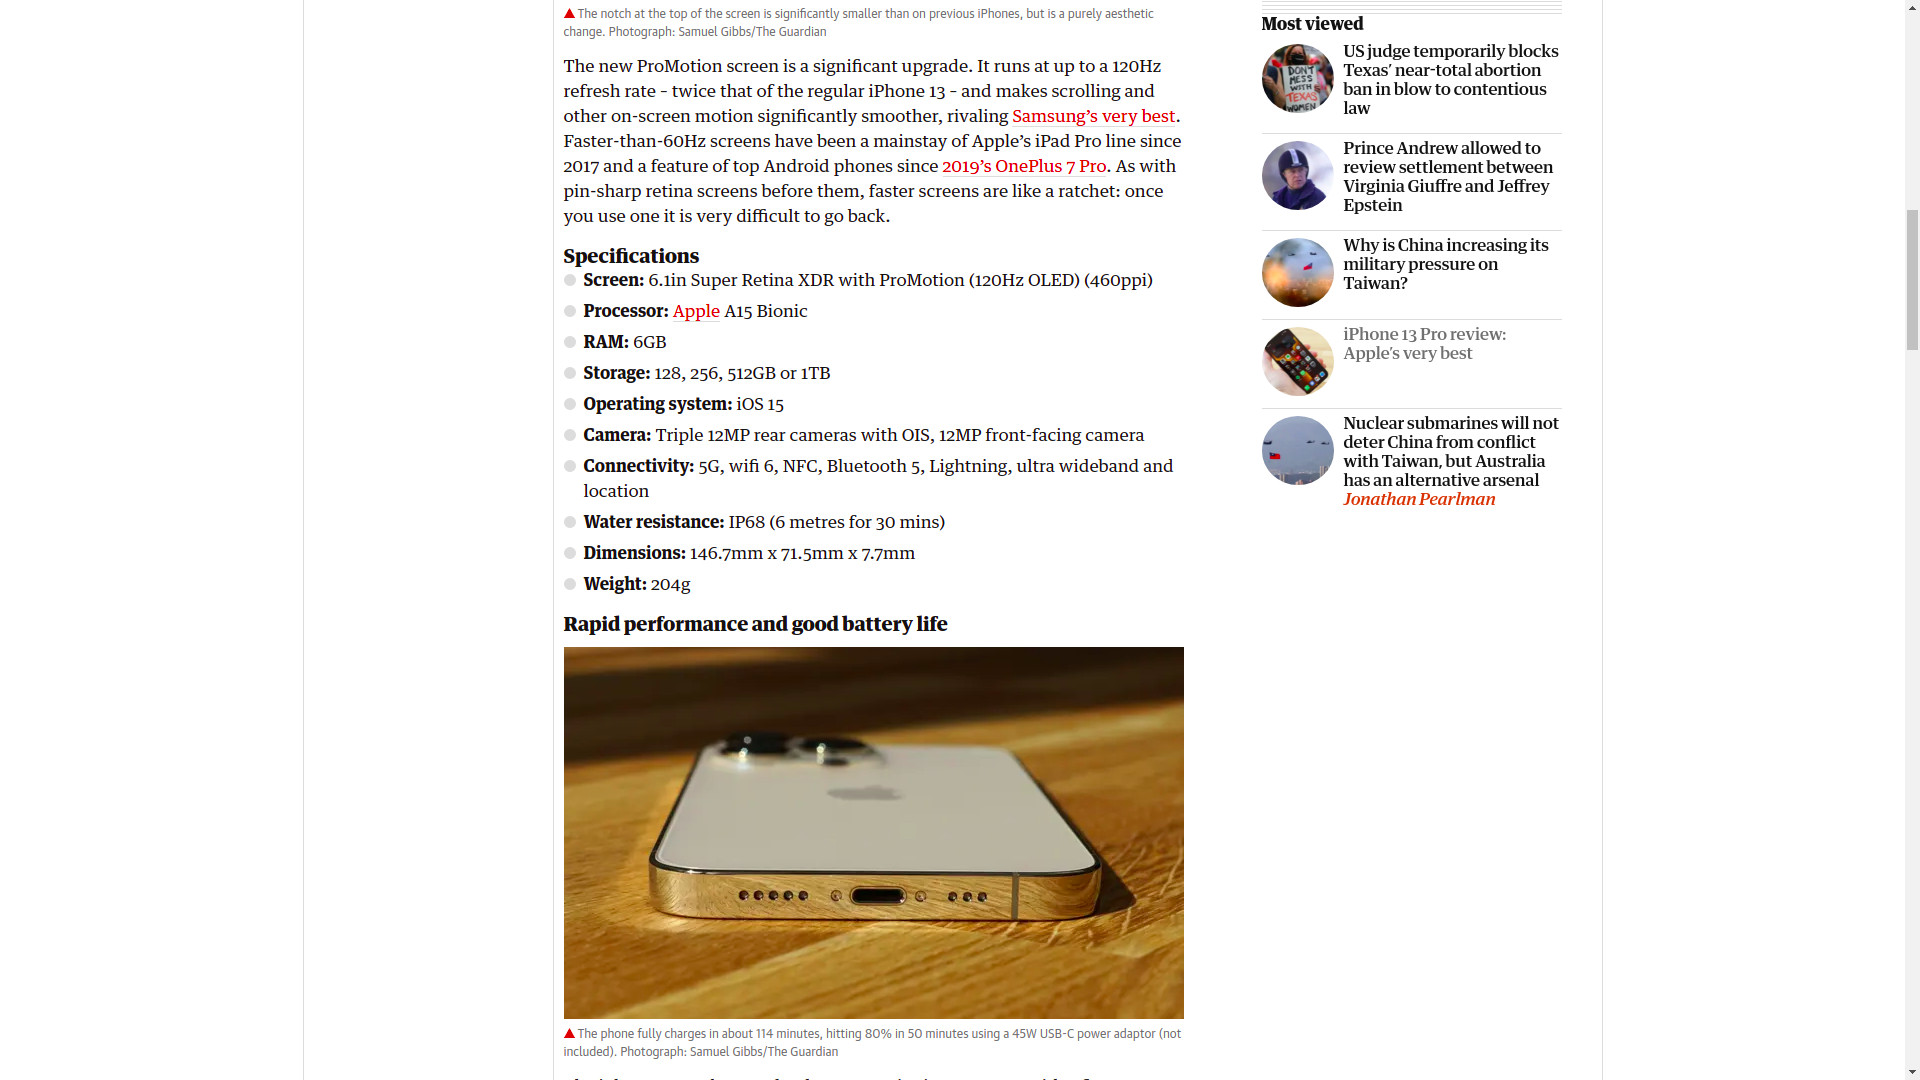 The notch at the top of the screen is significantly smaller than on previous iPhones, but is a purely aesthetic
change. Photograph: Samuel Gibbs/The Guardian
The new ProMotion screen is a significant upgrade. It runs at up to a 120Hz
refresh rate – twice that of the regular iPhone 13 – and makes scrolling and
other on-screen motion significantly smoother, rivaling Samsung’s very best.
Faster-than-60Hz screens have been a mainstay of Apple’s iPad Pro line since
2017 and a feature of top Android phones since 2019’s OnePlus 7 Pro. As with
pin-sharp retina screens before them, faster screens are like a ratchet: once
you use one it is very difficult to go back.
Specifications
Screen: 6.1in Super Retina XDR with ProMotion (120Hz OLED) (460ppi)
Processor: Apple A15 Bionic
RAM: 6GB
Storage: 128, 256, 512GB or 1TB
Operating system: iOS 15
Camera: Triple 12MP rear cameras with OIS, 12MP front-facing camera
Connectivity: 5G, wifi 6, NFC, Bluetooth 5, Lightning, ultra wideband and
location
Water resistance: IP68 (6 metres for 30 mins)
Dimensions: 146.7mm x 71.5mm x 7.7mm
Weight: 204g
Rapid performance and good battery life
The phone fully charges in about 114 minutes, hitting 80% in 50 minutes using a 45W USB-C power adaptor (not
included). Photograph: Samuel Gibbs/The Guardian
Most viewed
DON'T
MESS
WITH
TEXAS
WOMEN
US judge temporarily blocks
Texas’ near-total abortion
ban in blow to contentious
law
Prince Andrew allowed to
review settlement between
Virginia Giuffre and Jeffrey
Epstein
Why is China increasing its
military pressure on
Taiwan?
iPhone 13 Pro review:
Apple’s very best
Nuclear submarines will not
deter China from conflict
with Taiwan, but Australia
has an alternative arsenal
Jonathan Pearlman